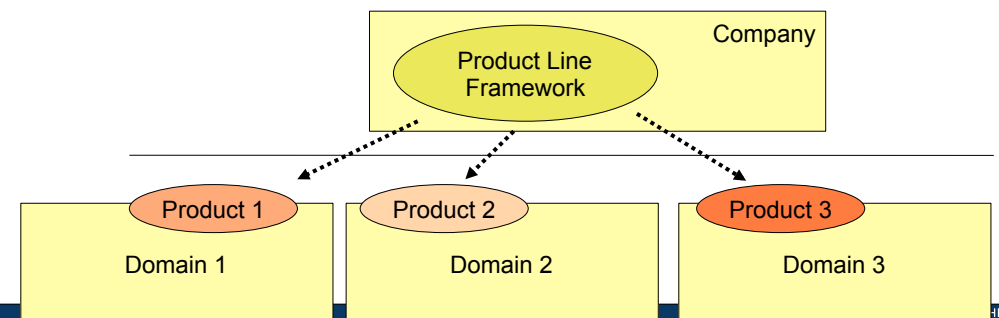 Company
Product Line
Framework
Product 1
Product 2
Product 3
Domain 1
Domain 2
Domain 3